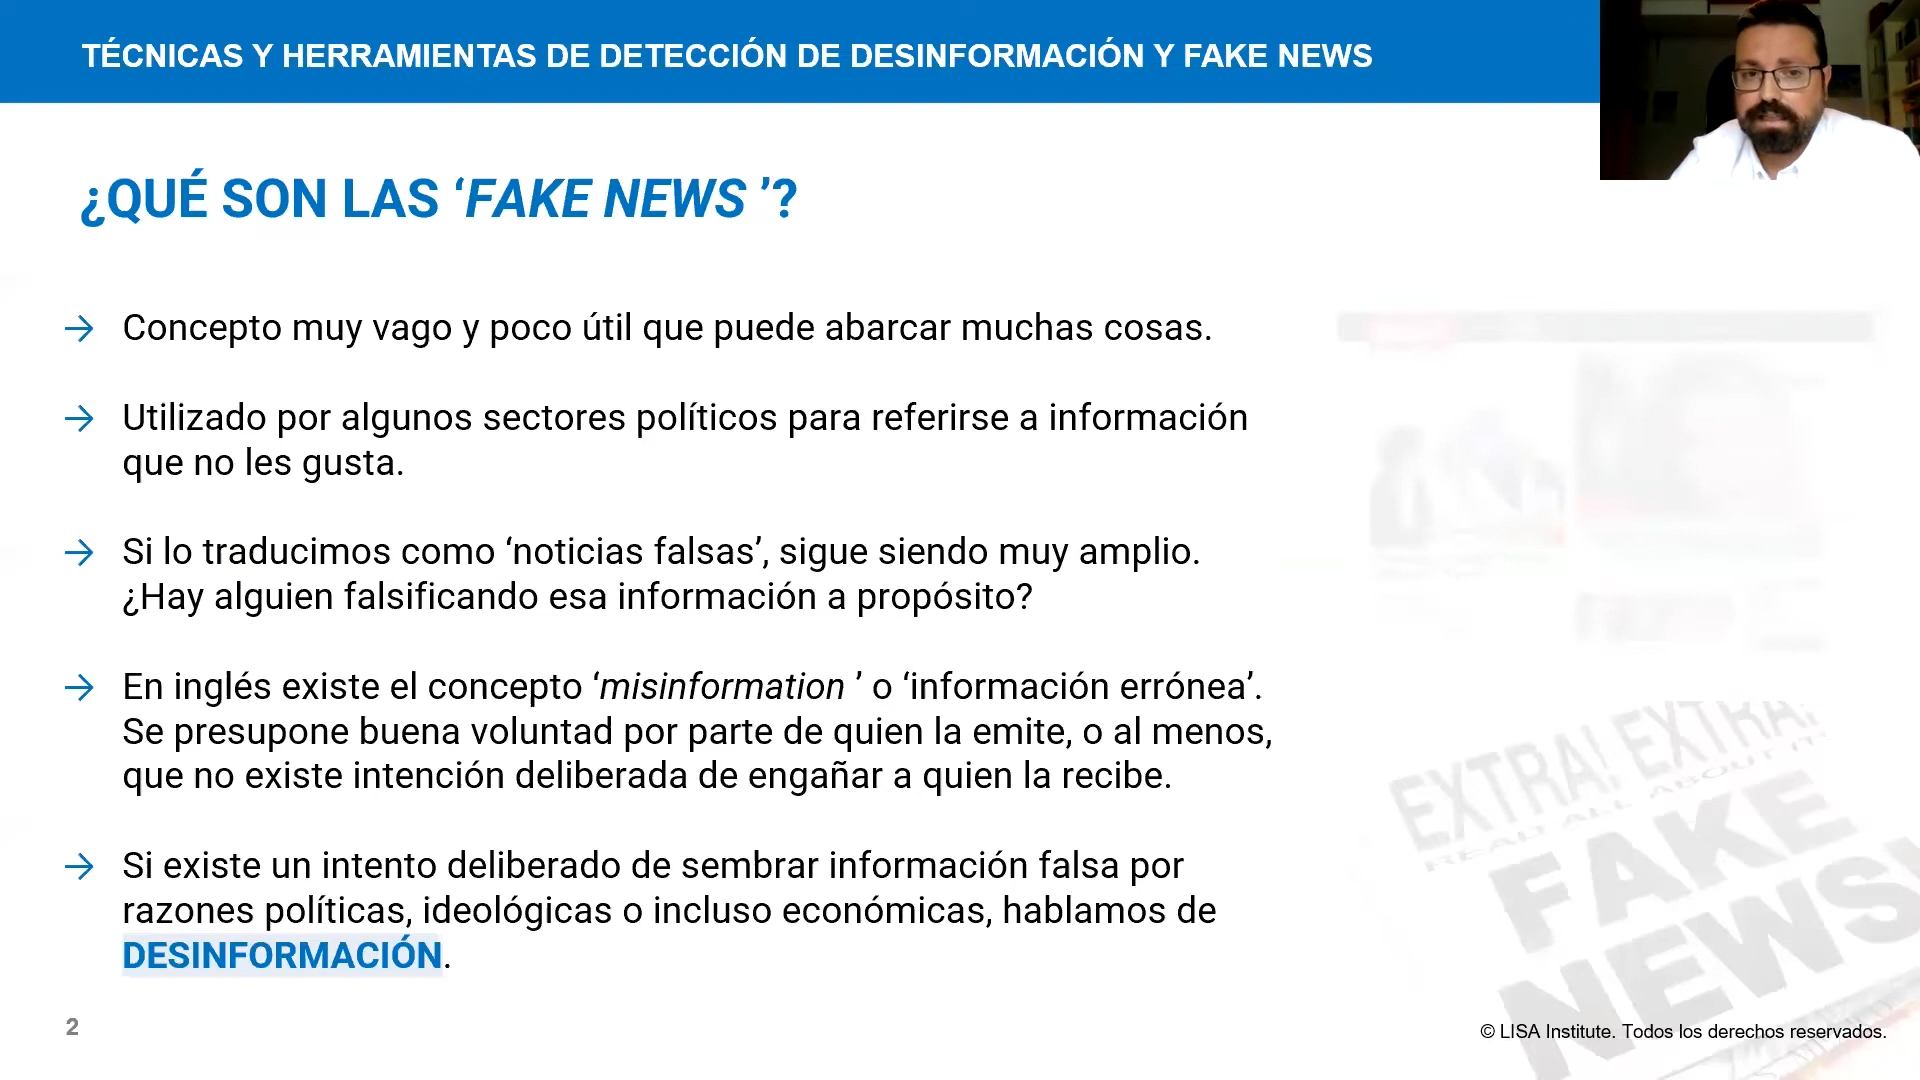 TÉCNICAS Y HERRAMIENTAS DE DETECCIÓN DE DESINFORMACIÓN Y FAKE NEWS
¿QUÉ SON LAS ‘FAKE NEWS ’?
→ Concepto muy vago y poco útil que puede abarcar muchas cosas.
→ Utilizado por algunos sectores políticos para referirse a información
que no les gusta.
→ Si lo traducimos como ‘noticias falsas’, sigue siendo muy amplio.
¿Hay alguien falsificando esa información a propósito?
→ En inglés existe el concepto ‘misinformation ’ o ‘información errónea’.
Se presupone buena voluntad por parte de quien la emite, o al menos,
que no existe intención deliberada de engañar a quien la recibe.
→ Si existe un intento deliberado de sembrar información falsa por
razones políticas, ideológicas o incluso económicas, hablamos de
DESINFORMACIÓN.
EXTRA! EXTRA!
READ ALL ABOUT IT!
FAKE
NEWS!
2
© LISA Institute. Todos los derechos reservados.